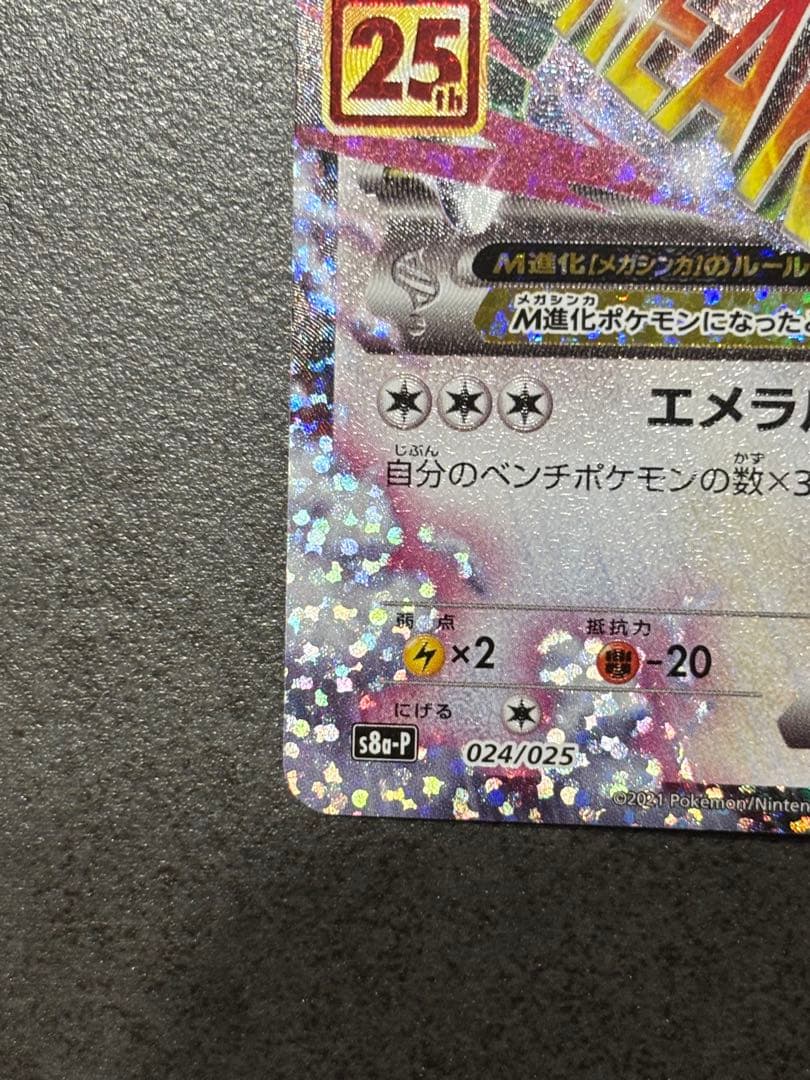 25th
M進化[メガシンカ]のルール
メガシンカ
M進化ポケモンになったと
エメラル
じぶん かず
自分のベンチポケモンの数×3
弱 点 抵抗力
×2 -20
にげる
s8a-P 024/025
©2021 Pokémon/Ninten